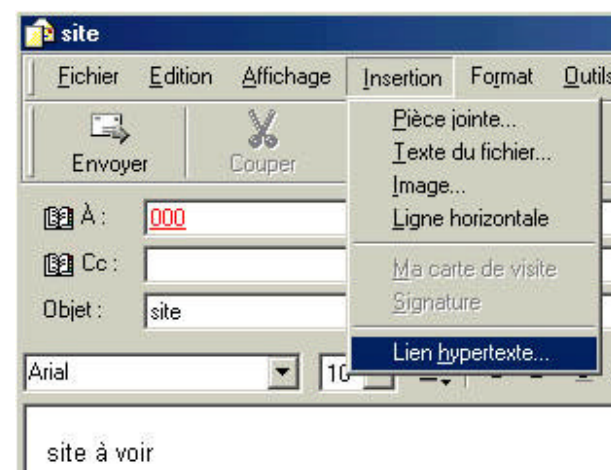 site
Fichier Edition Affichage Insertion Format Outils
Envoyer Couper
Pièce jointe...
Texte du fichier...
Image...
Ligne horizontale
Ma carte de visite
Signature
Lien hypertexte...
À : 000
Cc :
Objet : site
Arial 10
site à voir